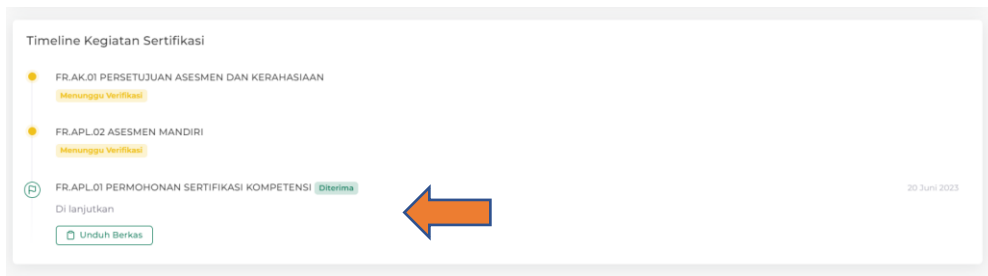 Timeline Kegiatan Sertifikasi
FR.AK.01 PERSETUJUAN ASESMEN DAN KERAHASIAAN
Menunggu Verifikasi
FR.APL.02 ASESMEN MANDIRI
Menunggu Verifikasi
FR.APL.01 PERMOHONAN SERTIFIKASI KOMPETENSI Diterima 20 Juni 2023
Di lanjutkan
Unduh Berkas